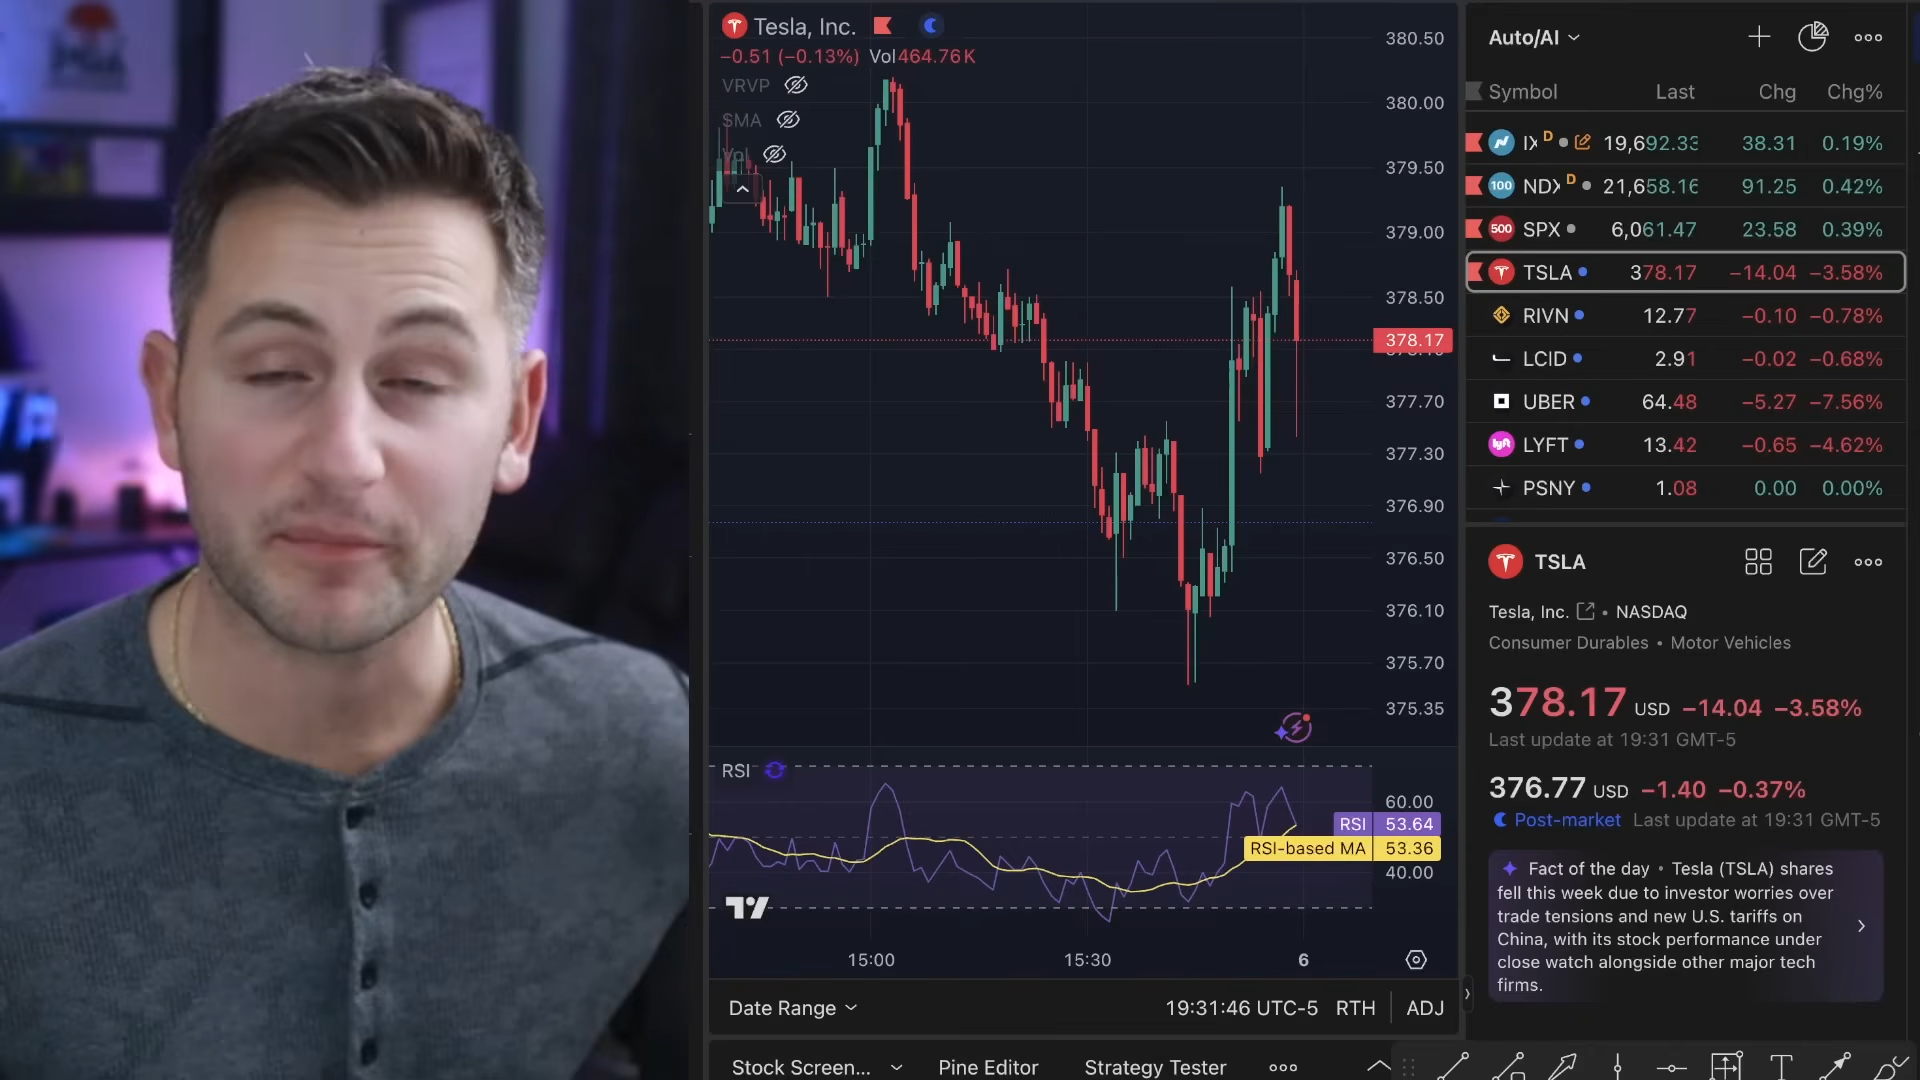 Tesla, Inc.
−0.51 (−0.13%) Vol 464.76 K
VRVP
SMA
Vol
380.50
380.00
379.50
379.00
378.50
378.17
377.70
377.30
376.90
376.50
376.10
375.70
375.35
RSI
60.00
RSI 53.64
RSI-based MA 53.36
40.00
15:00 15:30 6
Date Range 19:31:46 UTC-5 RTH ADJ
Stock Screen... Pine Editor Strategy Tester
Auto/AI
Symbol Last Chg Chg%
IX D 19,692.33 38.31 0.19%
100 NDX D 21,658.16 91.25 0.42%
500 SPX 6,061.47 23.58 0.39%
TSLA 378.17 −14.04 −3.58%
RIVN 12.77 −0.10 −0.78%
LCID 2.91 −0.02 −0.68%
UBER 64.48 −5.27 −7.56%
lyft LYFT 13.42 −0.65 −4.62%
PSNY 1.08 0.00 0.00%
TSLA
Tesla, Inc. • NASDAQ
Consumer Durables • Motor Vehicles
378.17 USD −14.04 −3.58%
Last update at 19:31 GMT-5
376.77 USD −1.40 −0.37%
Post-market Last update at 19:31 GMT-5
Fact of the day • Tesla (TSLA) shares
fell this week due to investor worries over
trade tensions and new U.S. tariffs on
China, with its stock performance under
close watch alongside other major tech
firms.